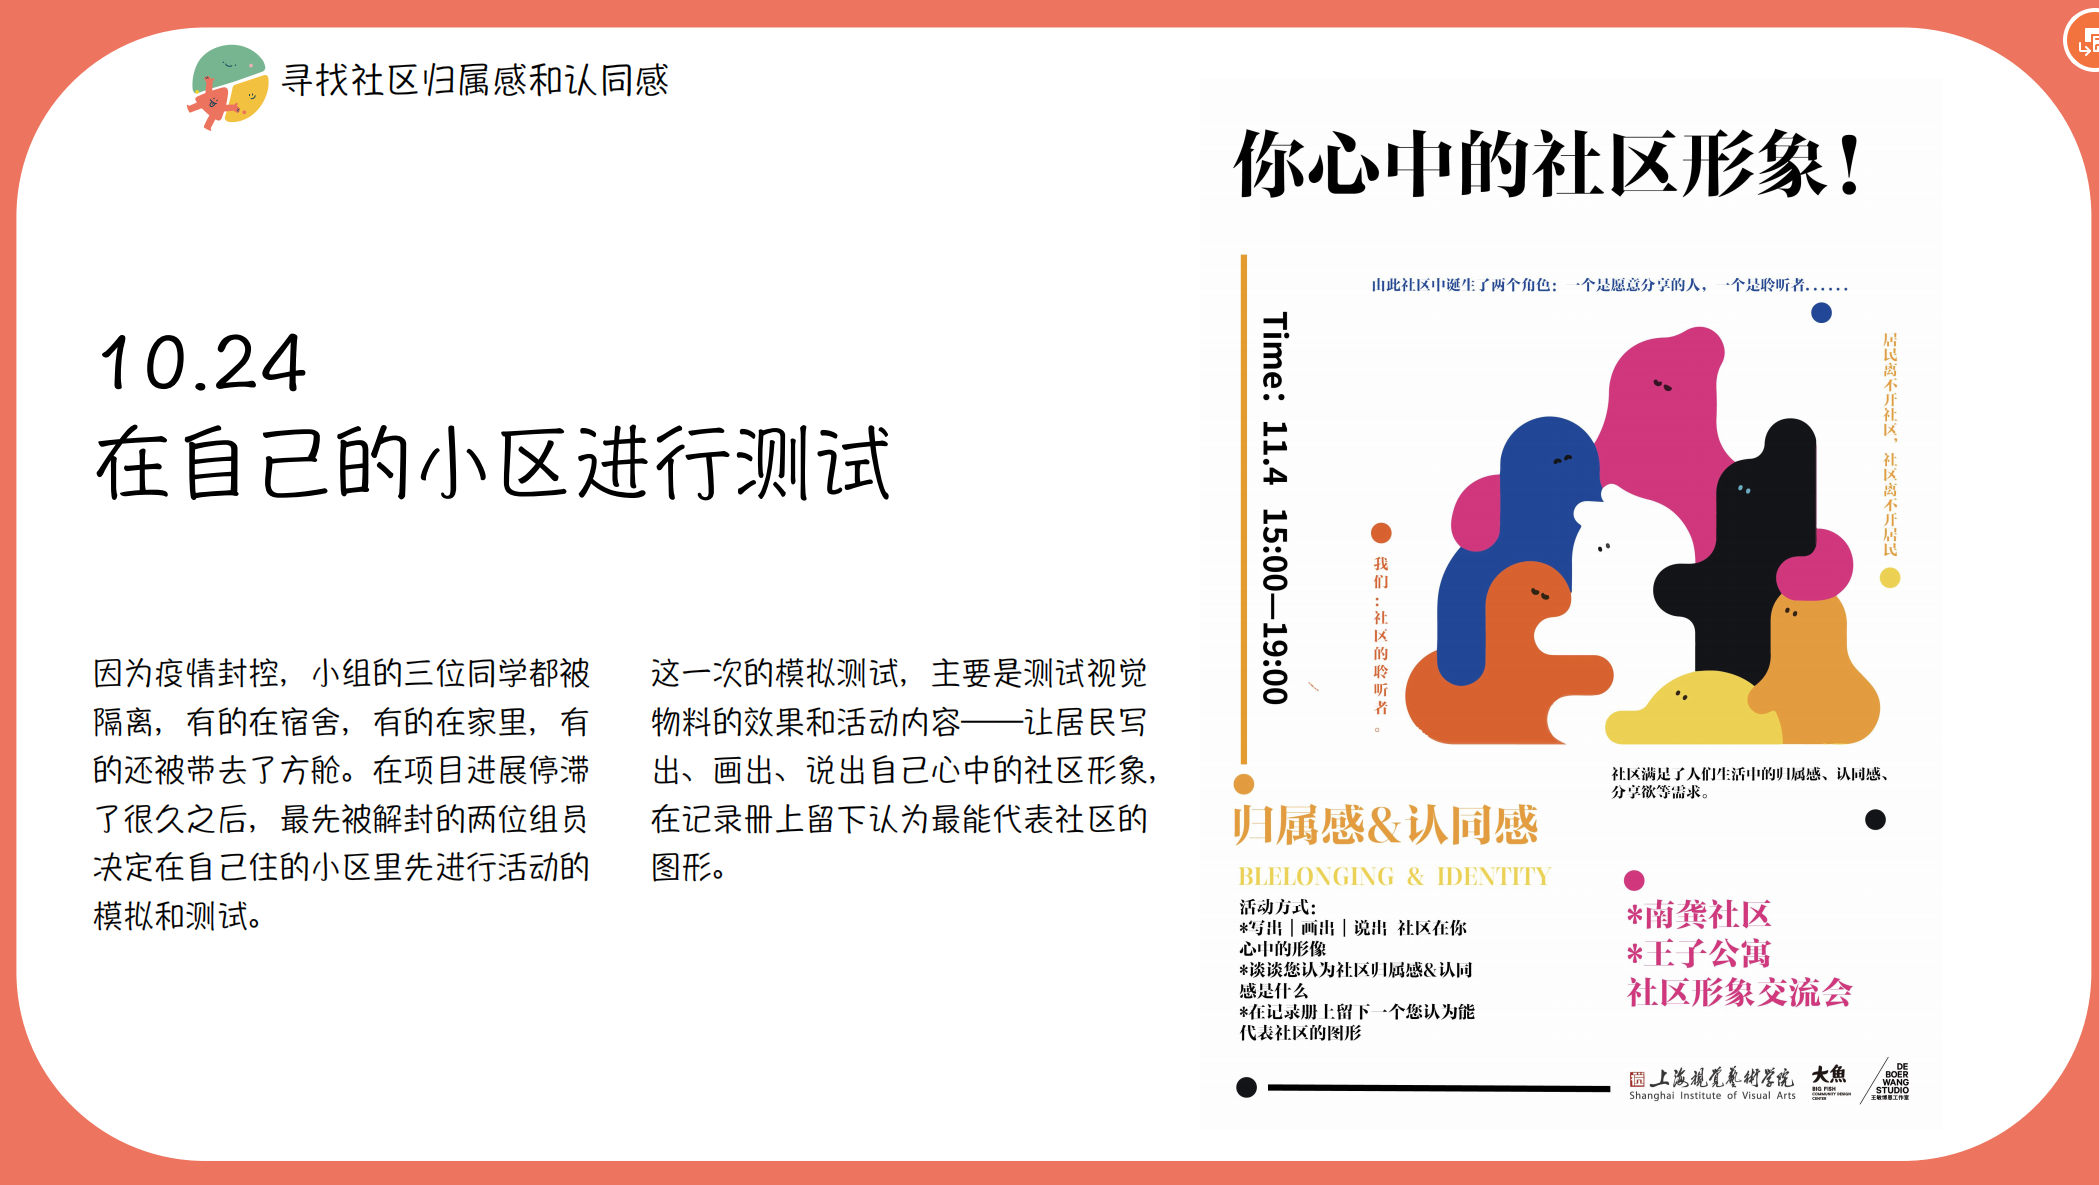 寻找社区归属感和认同感
10.24
在自己的小区进行测试
因为疫情封控，小组的三位同学都被
隔离，有的在宿舍，有的在家里，有
的还被带去了方舱。在项目进展停滞
了很久之后，最先被解封的两位组员
决定在自己住的小区里先进行活动的
模拟和测试。
这一次的模拟测试，主要是测试视觉
物料的效果和活动内容——让居民写
出、画出、说出自己心中的社区形象，
在记录册上留下认为最能代表社区的
图形。
你心中的社区形象！
由此社区中诞生了两个角色：一个是愿意分享的人，一个是聆听者......
Time：11.4 15:00—19:00
居民离不开社区，社区离不开居民
我们：社区的聆听者。
社区满足了人们生活中的归属感、认同感、
分享欲等需求。
归属感&认同感
BLELONGING & IDENTITY
活动方式：
*写出｜画出｜说出 社区在你
心中的形像
*谈谈您认为社区归属感&认同
感是什么
*在记录册上留下一个您认为能
代表社区的图形
*南龚社区
*王子公寓
社区形象交流会
上海視覺藝術学院
Shanghai Institute of Visual Arts
大魚
BIG FISH
COMMUNITY DESIGN
CENTER
DE
BOER
WANG
STUDIO
王敏博恩工作室